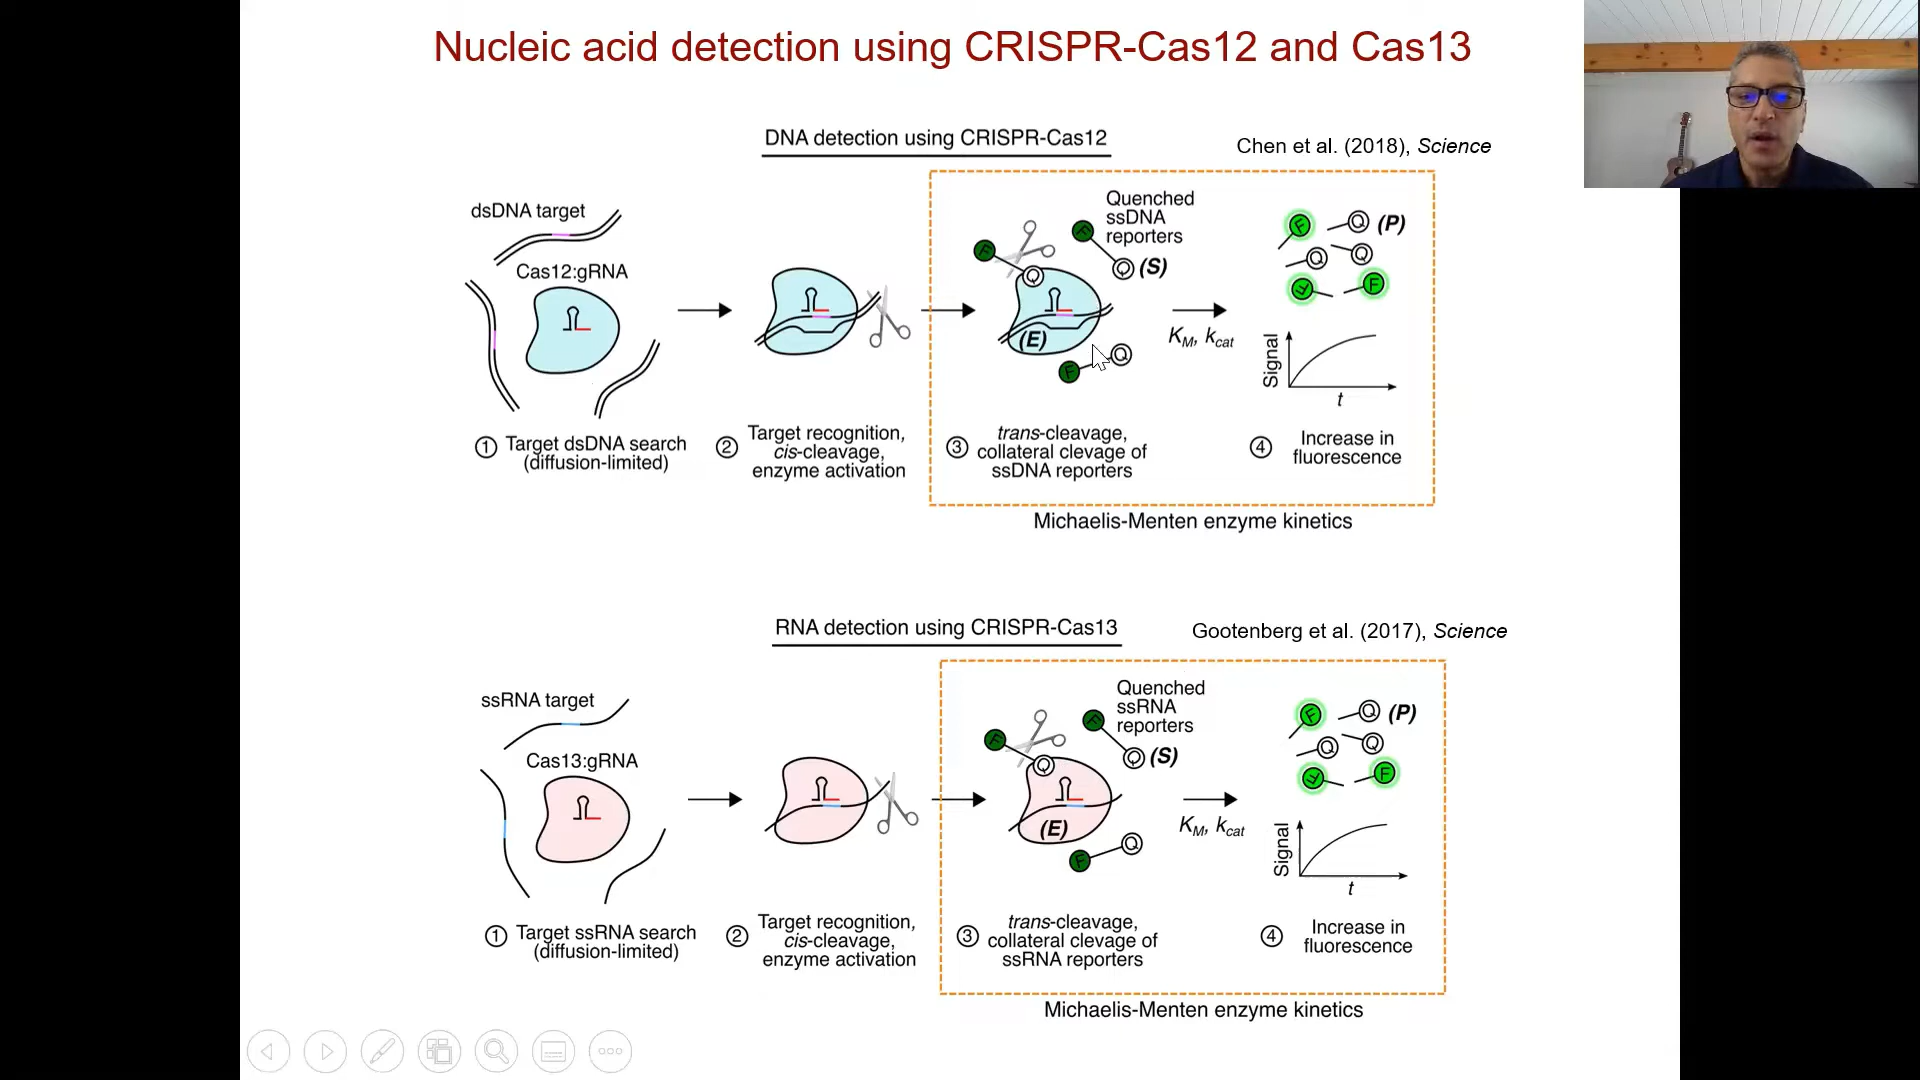 Nucleic acid detection using CRISPR-Cas12 and Cas13
DNA detection using CRISPR-Cas12
Chen et al. (2018), Science
dsDNA target
Cas12:gRNA
Quenched
ssDNA
reporters
(S)
F
Q
F
Q
(E)
F
Q
K_M, k_cat
F
Q
(P)
Q
Q
F
F
Signal
t
① Target dsDNA search
(diffusion-limited)
② Target recognition,
cis-cleavage,
enzyme activation
③ trans-cleavage,
collateral clevage of
ssDNA reporters
④ Increase in
fluorescence
Michaelis-Menten enzyme kinetics
RNA detection using CRISPR-Cas13
Gootenberg et al. (2017), Science
ssRNA target
Cas13:gRNA
Quenched
ssRNA
reporters
(S)
F
Q
F
Q
(E)
F
Q
K_M, k_cat
F
Q
(P)
Q
Q
F
F
Signal
t
① Target ssRNA search
(diffusion-limited)
② Target recognition,
cis-cleavage,
enzyme activation
③ trans-cleavage,
collateral clevage of
ssRNA reporters
④ Increase in
fluorescence
Michaelis-Menten enzyme kinetics